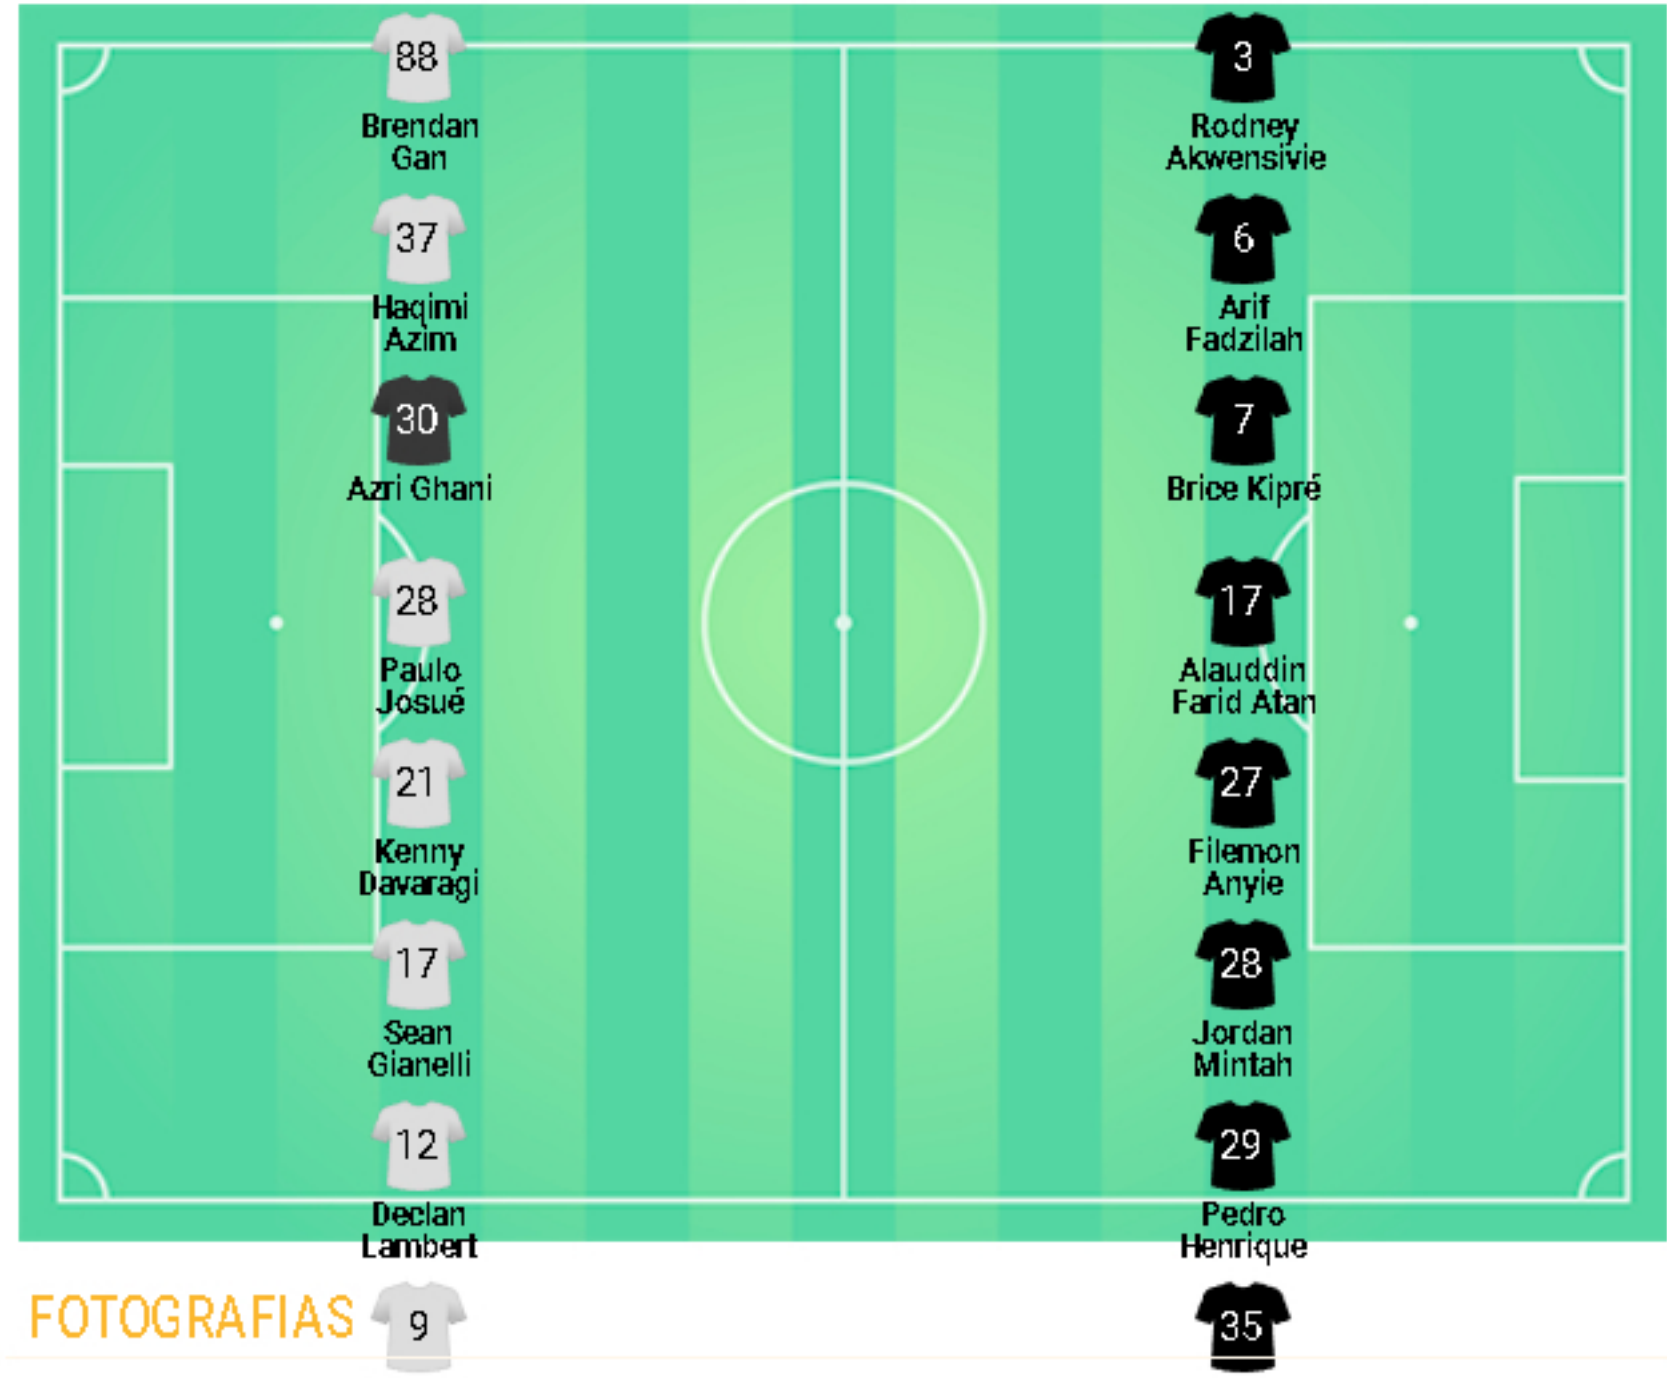 88
Brendan
Gan
37
Haqimi
Azim
30
Azri Ghani
28
Paulo
Josué
21
Kenny
Davaragi
17
Sean
Gianelli
12
Declan
Lambert
9
3
Rodney
Akwensivie
6
Arif
Fadzilah
7
Brice Kipré
17
Alauddin
Farid Atan
27
Filemon
Anyie
28
Jordan
Mintah
29
Pedro
Henrique
35
FOTOGRAFIAS